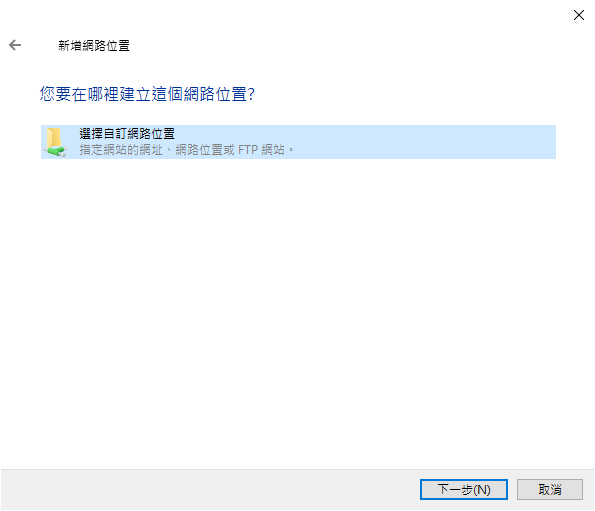 新增網路位置
您要在哪裡建立這個網路位置?
選擇自訂網路位置
指定網站的網址、網路位置或 FTP 網站。
下一步(N)
取消